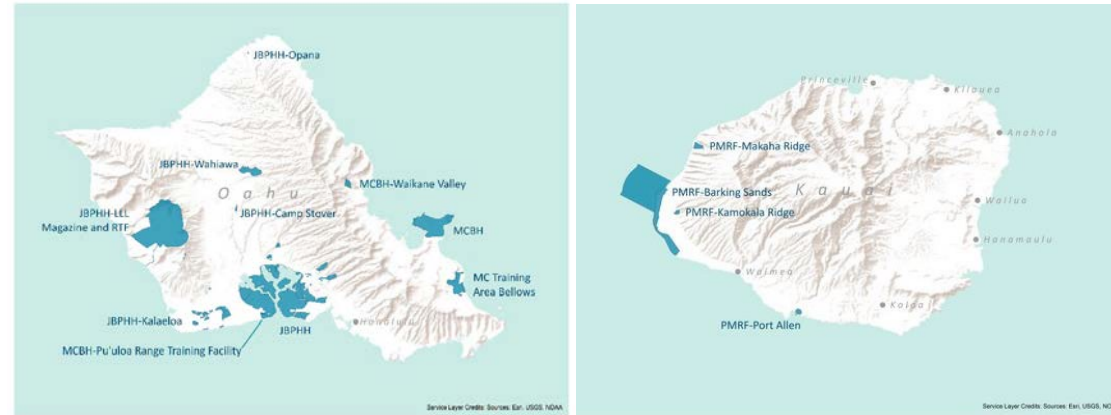 JBPHH-Opana
JBPHH-Wahiawa
Oahu
MCBH-Waikane Valley
JBPHH-LLL
Magazine and RTF
JBPHH-Camp Stover
MCBH
MC Training
Area Bellows
JBPHH-Kalaeloa
JBPHH
Honolulu
MCBH-Pu'uloa Range Training Facility
Service Layer Credits: Sources: Esri, USGS, NOAA
Princeville
Kilauea
Anahola
PMRF-Makaha Ridge
PMRF-Barking Sands
Kauai
PMRF-Kamokala Ridge
Wailua
Hanamaulu
Waimea
Koloa
PMRF-Port Allen
Service Layer Credits: Sources: Esri, USGS, NO